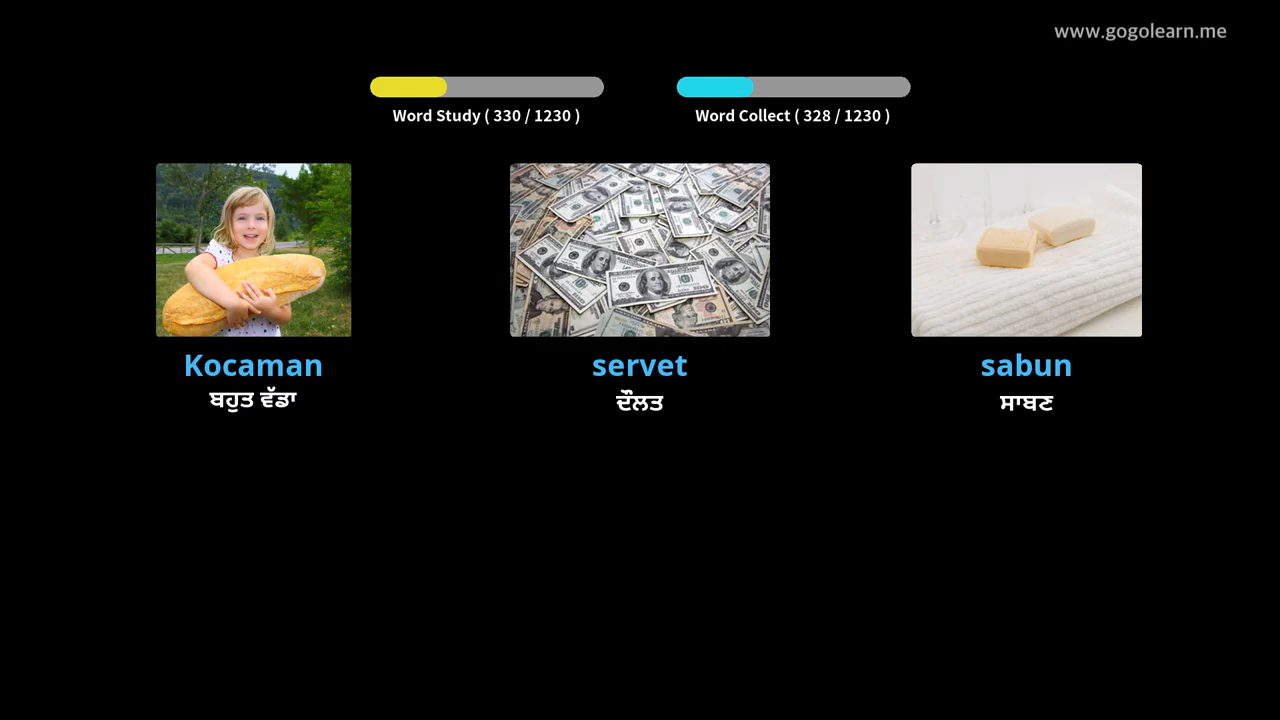 www.gogolearn.me
Word Study ( 330 / 1230 )
Word Collect ( 328 / 1230 )
Kocaman
ਬਹੁਤ ਵੱਡਾ
servet
ਦੌਲਤ
sabun
ਸਾਬਣ